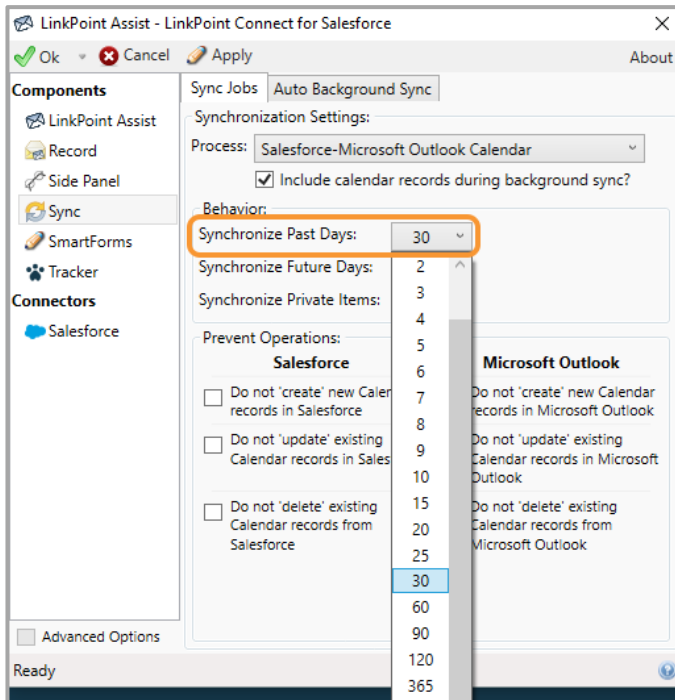 LinkPoint Assist - LinkPoint Connect for Salesforce
Ok Cancel Apply About
Components
LinkPoint Assist
Record
Side Panel
Sync
SmartForms
Tracker
Connectors
Salesforce
Advanced Options
Sync Jobs Auto Background Sync
Synchronization Settings:
Process: Salesforce-Microsoft Outlook Calendar
Include calendar records during background sync?
Behavior:
Synchronize Past Days: 30
Synchronize Future Days:
Synchronize Private Items:
2
3
4
5
6
7
8
9
10
15
20
25
30
60
90
120
365
Prevent Operations:
Salesforce
Do not 'create' new
records in Salesforce
Do not 'update' existing
Calendar records in
Do not 'delete' existing
Calendar records from
Salesforce
Microsoft Outlook
Do not 'create' new Calendar
records in Microsoft Outlook
Do not 'update' existing
Calendar records in Microsoft
Outlook
Do not 'delete' existing
Calendar records from
Microsoft Outlook
Ready